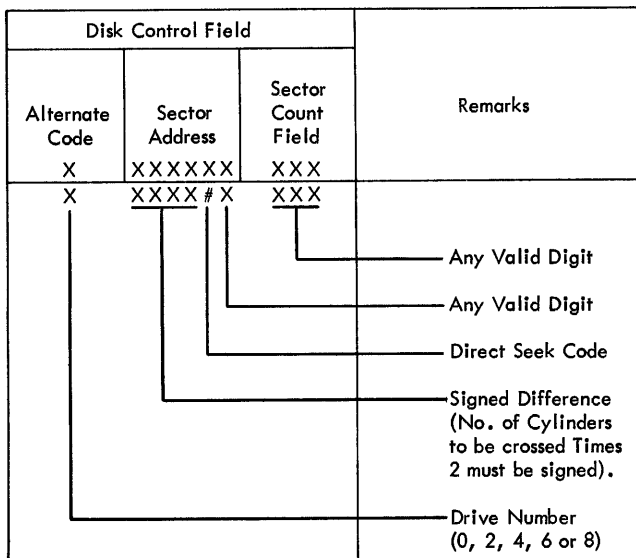 Disk Control Field
Alternate Code
Sector Address
Sector Count Field
Remarks
X XXXXXX XXX
X XXXX#X XXX
Any Valid Digit
Any Valid Digit
Direct Seek Code
Signed Difference
(No. of Cylinders
to be crossed Times
2 must be signed).
Drive Number
(0, 2, 4, 6 or 8)